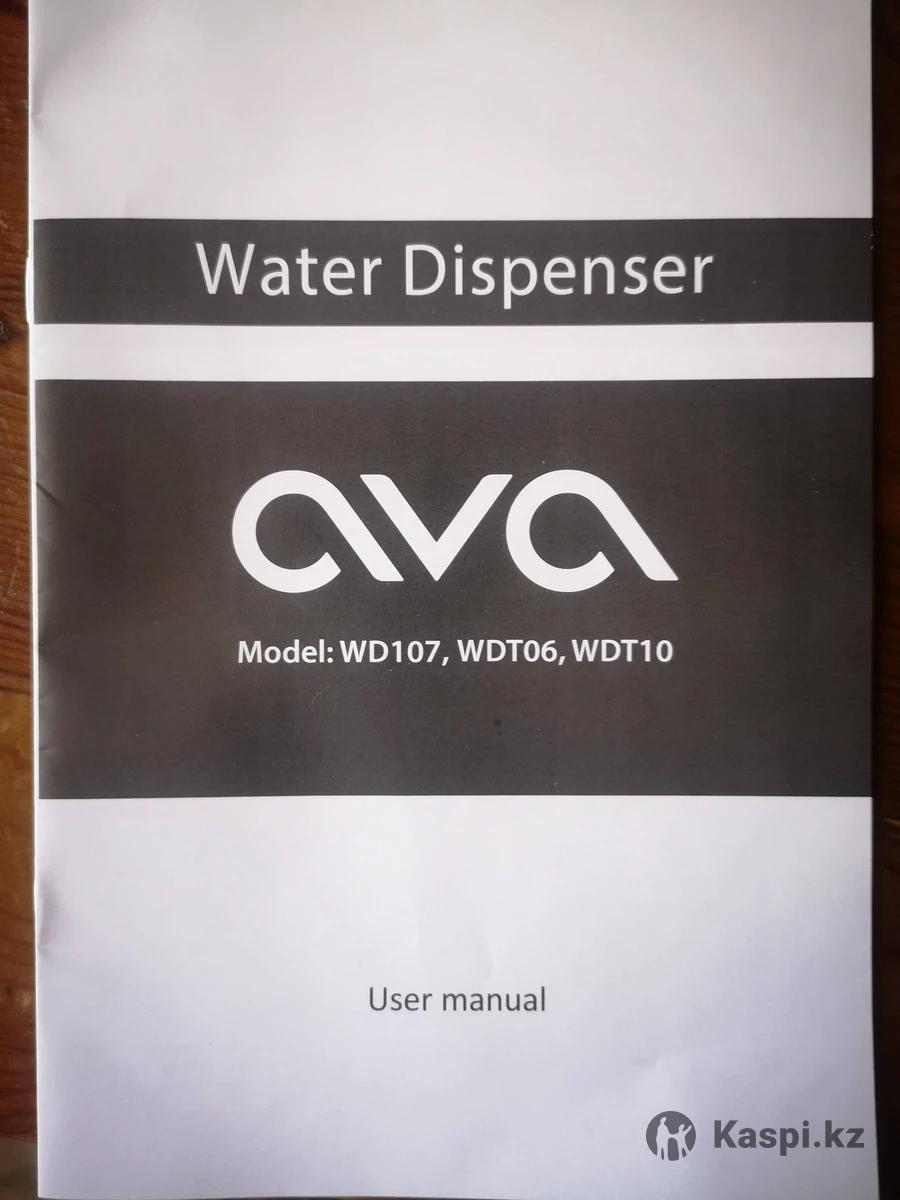 Water Dispenser
ava
Model: WD107, WDT06, WDT10
User manual
Kaspi.kz